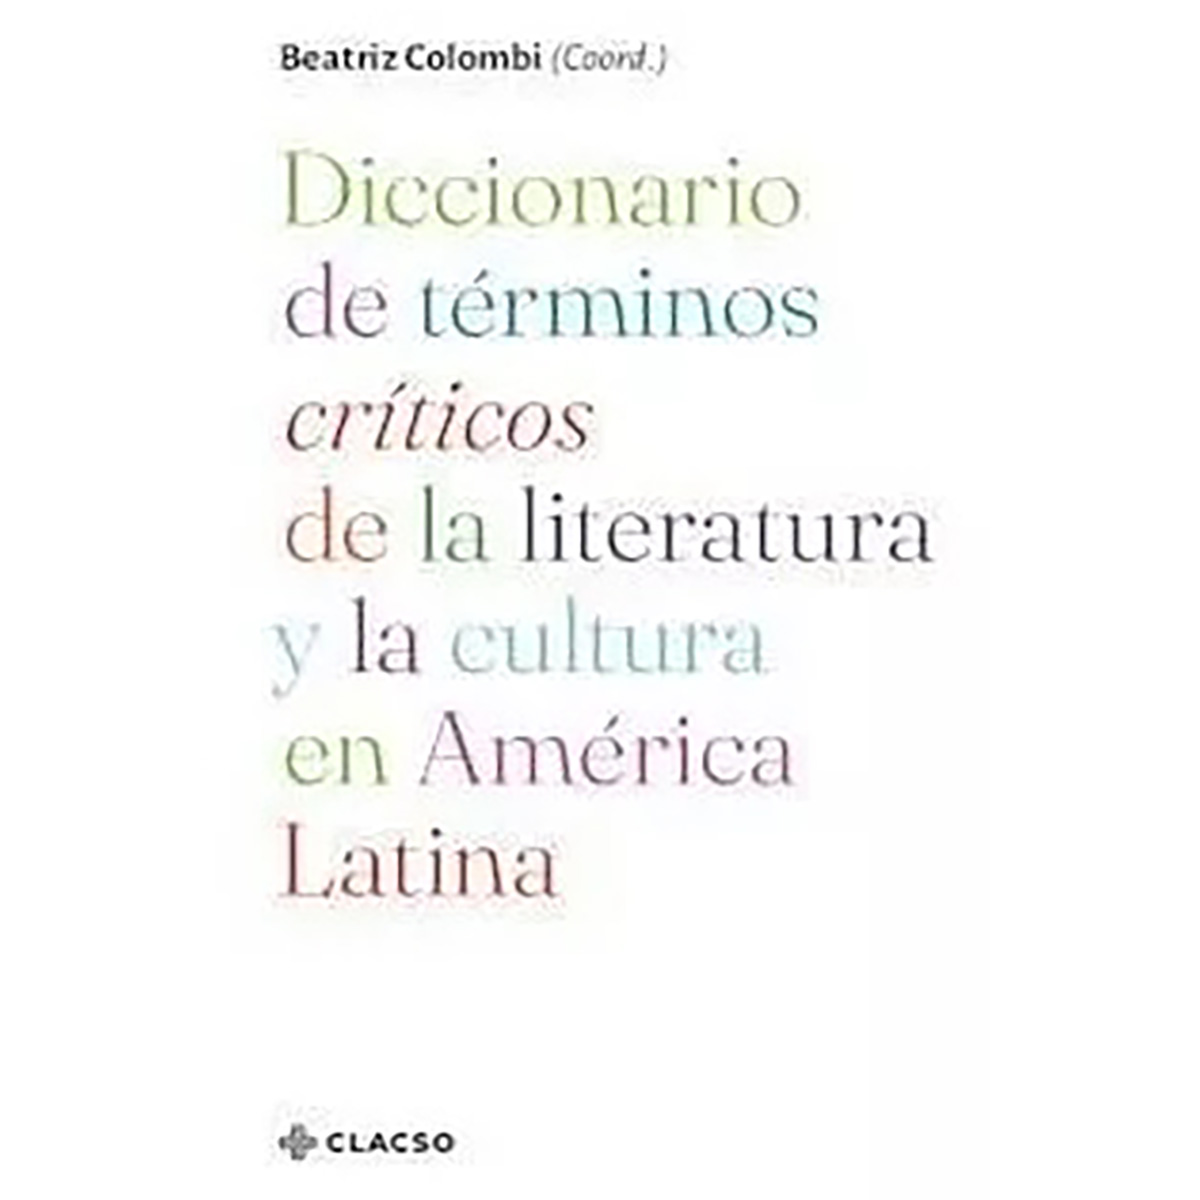 Beatriz Colombi (Coord.)
Diccionario
de términos
críticos
de la literatura
y la cultura
en América
Latina
CLACSO